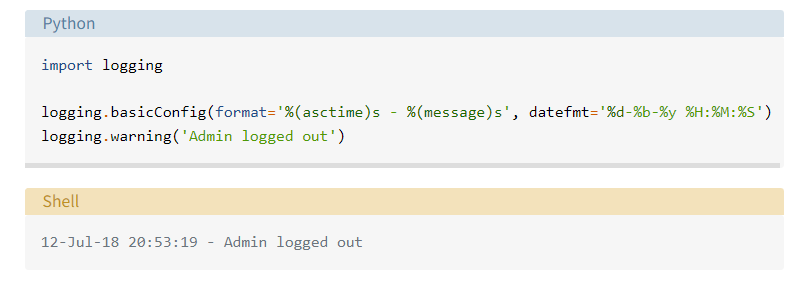 Python
import logging
logging.basicConfig(format='%(asctime)s - %(message)s', datefmt='%d-%b-%y %H:%M:%S')
logging.warning('Admin logged out')
Shell
12-Jul-18 20:53:19 - Admin logged out